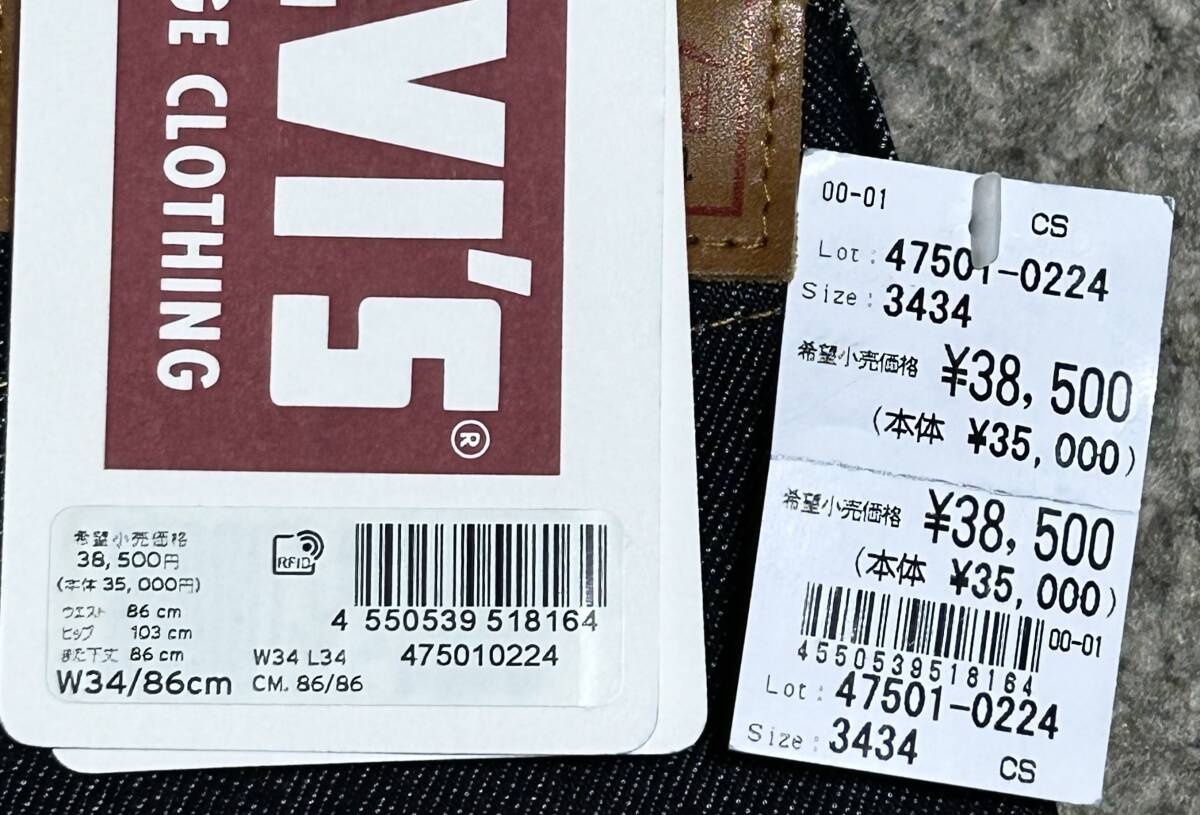 GE CLOTHING
VI'S®
希望小売価格
38,500円
(本体 35,000円)
ウエスト 86 cm
ヒップ 103 cm
また下丈 86 cm
W34/86cm
RFID
4 550539 518164
W34 L34 475010224
CM. 86/86
00-01 CS
Lot: 47501-0224
Size: 3434
希望小売価格 ¥38,500
(本体 ¥35,000)
希望小売価格 ¥38,500
(本体 ¥35,000)
00-01
4550539518164
Lot: 47501-0224
Size: 3434
CS